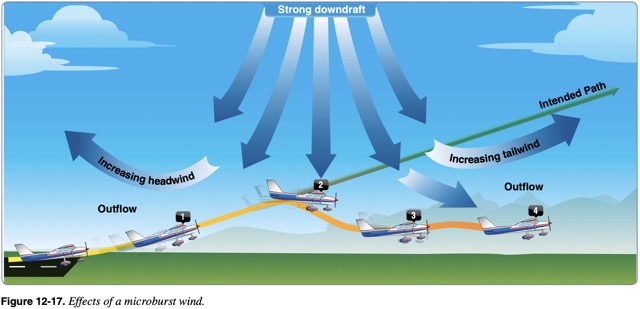 Strong downdraft
Intended Path
Increasing headwind
Increasing tailwind
Outflow
Outflow
1
2
3
4
Figure 12-17. Effects of a microburst wind.